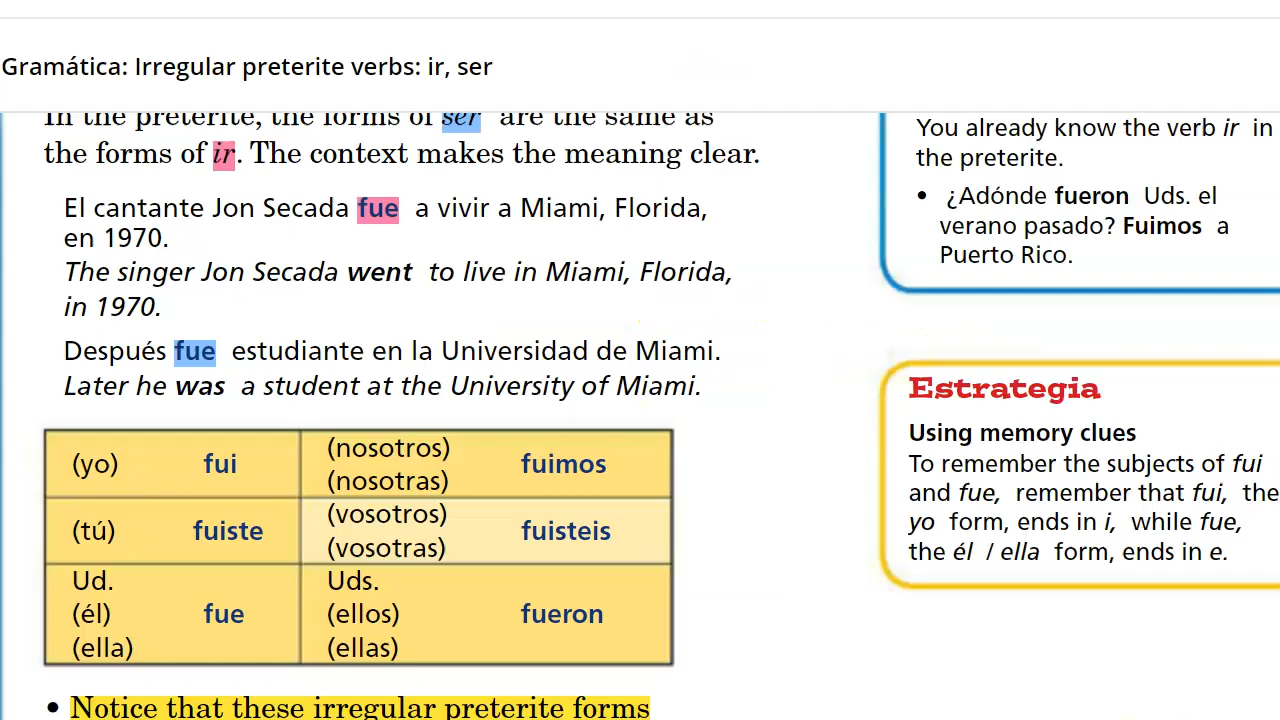 Gramática: Irregular preterite verbs: ir, ser
In the preterite, the forms of ser are the same as
the forms of ir. The context makes the meaning clear.
El cantante Jon Secada fue a vivir a Miami, Florida,
en 1970.
The singer Jon Secada went to live in Miami, Florida,
in 1970.
Después fue estudiante en la Universidad de Miami.
Later he was a student at the University of Miami.
(yo) fui
(nosotros)
(nosotras) fuimos
(tú) fuiste
(vosotros)
(vosotras) fuisteis
Ud.
(él) fue
(ella)
Uds.
(ellos) fueron
(ellas)
• Notice that these irregular preterite forms
You already know the verb ir in
the preterite.
• ¿Adónde fueron Uds. el
verano pasado? Fuimos a
Puerto Rico.
Estrategia
Using memory clues
To remember the subjects of fui
and fue, remember that fui, the
yo form, ends in i, while fue,
the él / ella form, ends in e.